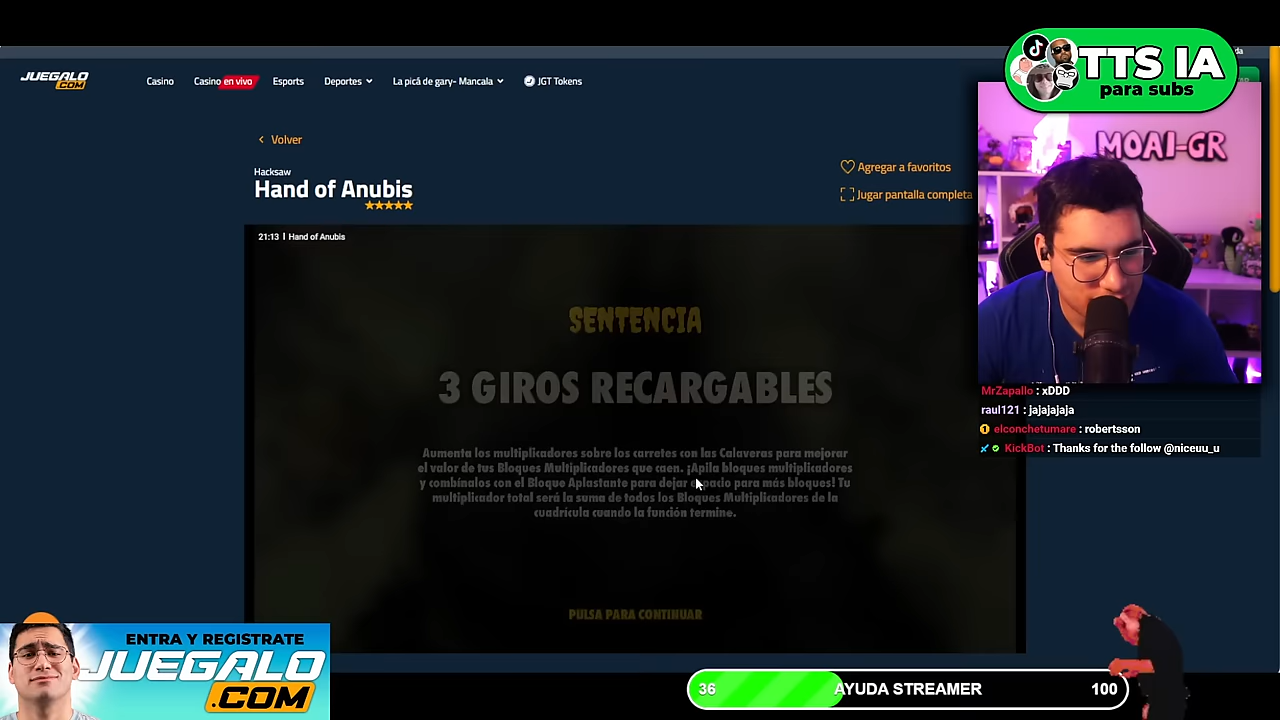 TTS IA
para subs
JUEGALO
.COM
Casino
Casino en vivo
Esports
Deportes
La picá de gary- Mancala
JGT Tokens
MOAI-GR
Volver
Hacksaw
Hand of Anubis
Agregar a favoritos
Jugar pantalla completa
21:13 | Hand of Anubis
SENTENCIA
3 GIROS RECARGABLES
Aumenta los multiplicadores sobre los carretes con las Calaveras para mejorar
el valor de tus Bloques Multiplicadores que caen. ¡Apila bloques multiplicadores
y combínalos con el Bloque Aplastante para dejar espacio para más bloques! Tu
multiplicador total será la suma de todos los Bloques Multiplicadores de la
cuadrícula cuando la función termine.
PULSA PARA CONTINUAR
MrZapallo : xDDD
raul121 : jajajajaja
1 elconchetumare : robertsson
KickBot : Thanks for the follow @niceuu_u
ENTRA Y REGISTRATE
JUEGALO
.COM
36 AYUDA STREAMER 100